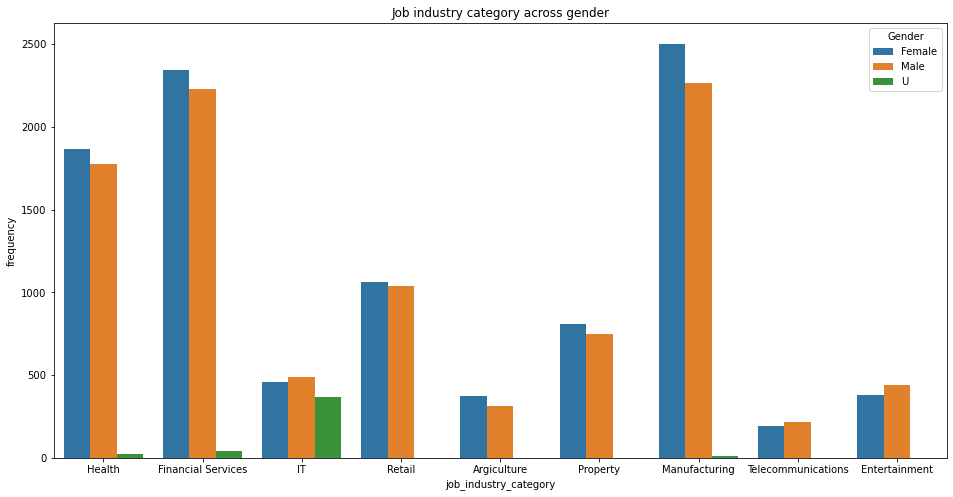 Job industry category across gender
Gender
Female
Male
U
2500
2000
1500
1000
500
0
frequency
Health Financial Services IT Retail Argiculture Property Manufacturing Telecommunications Entertainment
job_industry_category